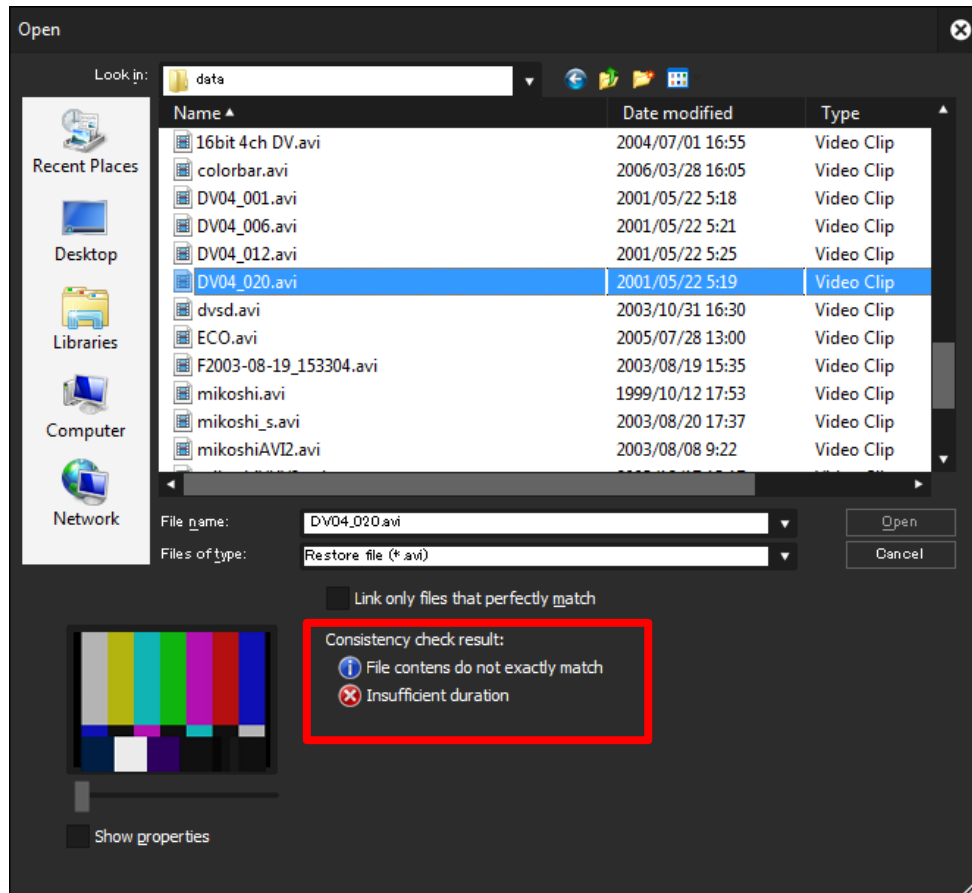 Open
Look in:
data
Name Date modified Type
16bit 4ch DV.avi 2004/07/01 16:55 Video Clip
colorbar.avi 2006/03/28 16:05 Video Clip
DV04_001.avi 2001/05/22 5:18 Video Clip
DV04_006.avi 2001/05/22 5:21 Video Clip
DV04_012.avi 2001/05/22 5:25 Video Clip
DV04_020.avi 2001/05/22 5:19 Video Clip
dvsd.avi 2003/10/31 16:30 Video Clip
ECO.avi 2005/07/28 13:00 Video Clip
F2003-08-19_153304.avi 2003/08/19 15:35 Video Clip
mikoshi.avi 1999/10/12 17:53 Video Clip
mikoshi_s.avi 2003/08/20 17:37 Video Clip
mikoshiAVI2.avi 2003/08/08 9:22 Video Clip
Recent Places
Desktop
Libraries
Computer
Network
File name: DV04_020.avi Open
Files of type: Restore file (*.avi) Cancel
Link only files that perfectly match
Consistency check result:
File contens do not exactly match
Insufficient duration
Show properties